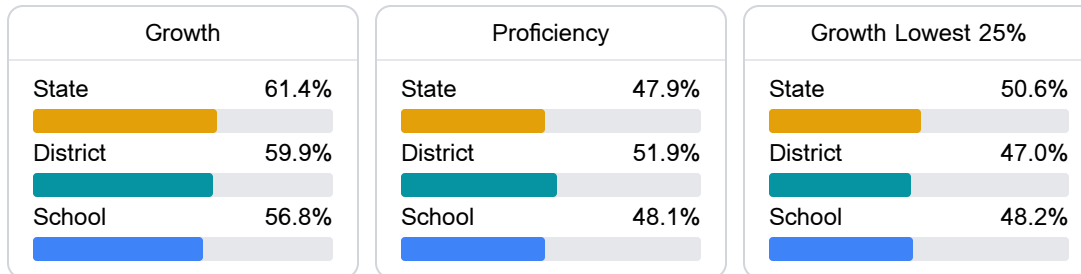 Growth
State 61.4%
District 59.9%
School 56.8%
Proficiency
State 47.9%
District 51.9%
School 48.1%
Growth Lowest 25%
State 50.6%
District 47.0%
School 48.2%